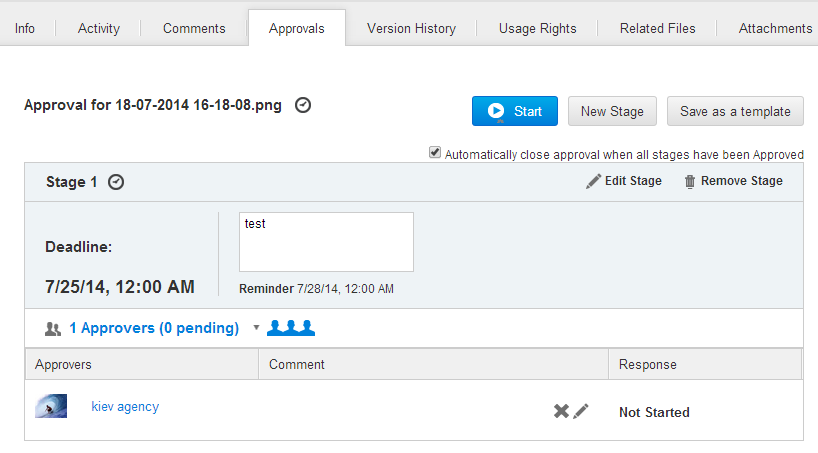 Info Activity Comments Approvals Version History Usage Rights Related Files Attachments
Approval for 18-07-2014 16-18-08.png Start New Stage Save as a template
Automatically close approval when all stages have been Approved
Stage 1 Edit Stage Remove Stage
test
Deadline:
7/25/14, 12:00 AM
Reminder 7/28/14, 12:00 AM
1 Approvers (0 pending)
Approvers Comment Response
kiev agency Not Started